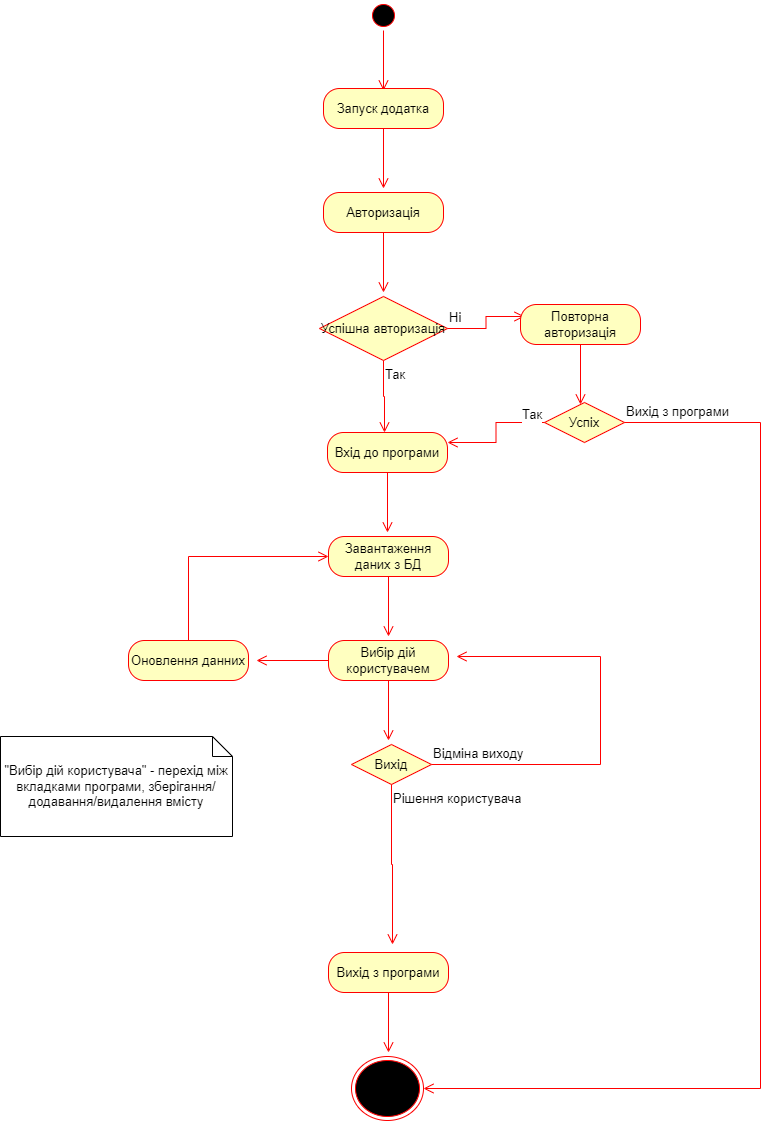 Запуск додатка
Авторизація
Успішна авторизація
Ні
Повторна
авторизація
Так
Успіх
Так
Вихід з програми
Вхід до програми
Завантаження
даних з БД
Оновлення данних
Вибір дій
користувачем
Вихід
Відміна виходу
"Вибір дій користувача" - перехід між
вкладками програми, зберігання/
додавання/видалення вмісту
Рішення користувача
Вихід з програми